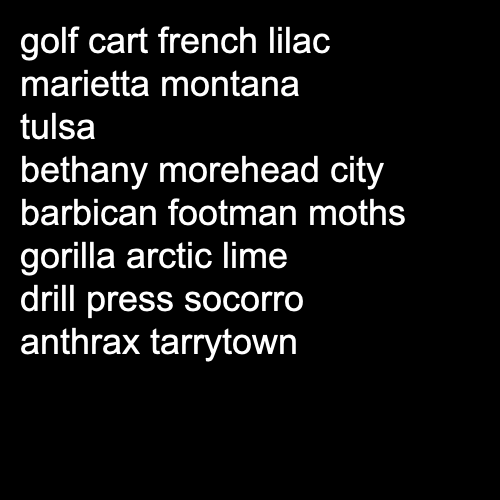 golf cart french lilac
marietta montana
tulsa
bethany morehead city
barbican footman moths
gorilla arctic lime
drill press socorro
anthrax tarrytown